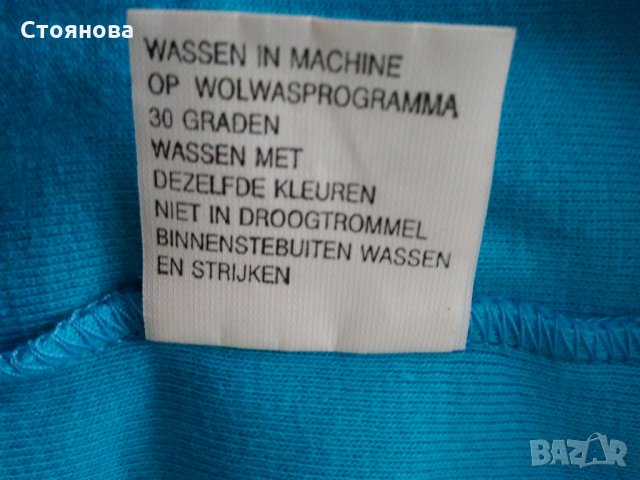 Стоянова
WASSEN IN MACHINE
OP WOLWASPROGRAMMA
30 GRADEN
WASSEN MET
DEZELFDE KLEUREN
NIET IN DROOGTROMMEL
BINNENSTEBUITEN WASSEN
EN STRIJKEN
BAZAR